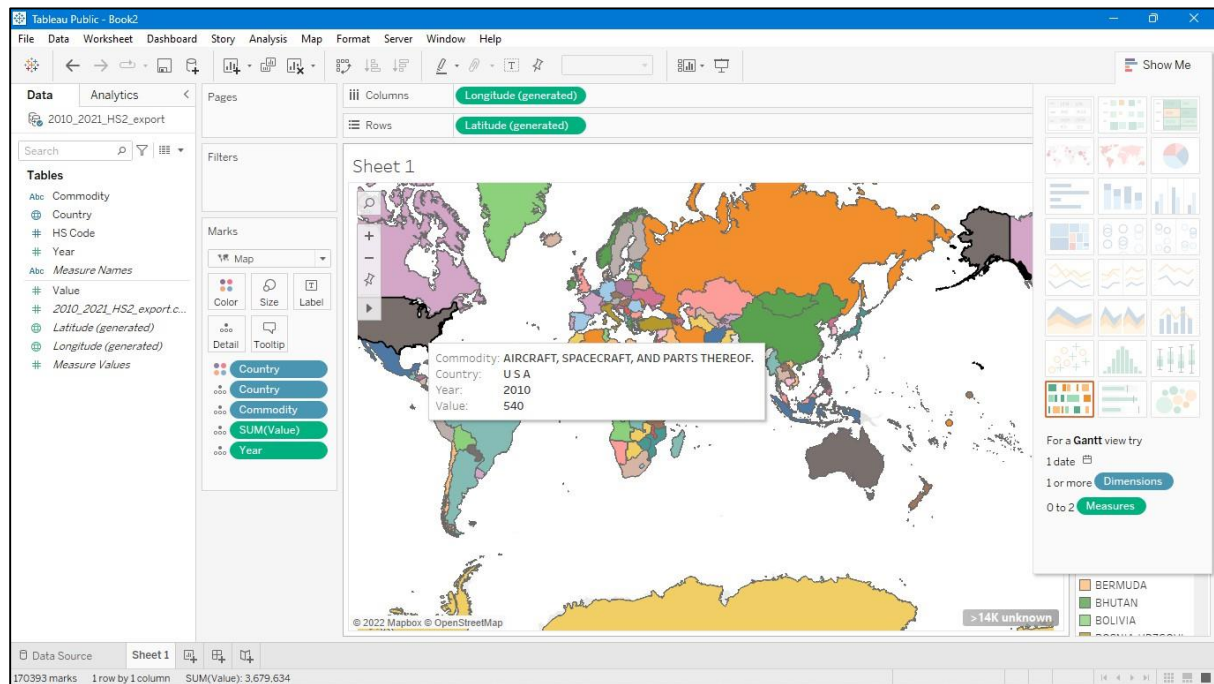 Tableau Public - Book2
File Data Worksheet Dashboard Story Analysis Map Format Server Window Help
Show Me
Data Analytics
2010_2021_HS2_export
Search
Tables
Abc Commodity
Country
# HS Code
# Year
Abc Measure Names
# Value
# 2010_2021_HS2_export.c...
Latitude (generated)
Longitude (generated)
# Measure Values
Pages
Filters
Marks
Map
Color Size Label
Detail Tooltip
Country
Country
Commodity
SUM(Value)
Year
Columns Longitude (generated)
Rows Latitude (generated)
Sheet 1
Commodity: AIRCRAFT, SPACECRAFT, AND PARTS THEREOF.
Country: U S A
Year: 2010
Value: 540
© 2022 Mapbox © OpenStreetMap
>14K unknown
For a Gantt view try
1 date
1 or more Dimensions
0 to 2 Measures
BERMUDA
BHUTAN
BOLIVIA
Data Source Sheet 1
170393 marks 1 row by 1 column SUM(Value): 3,679,634